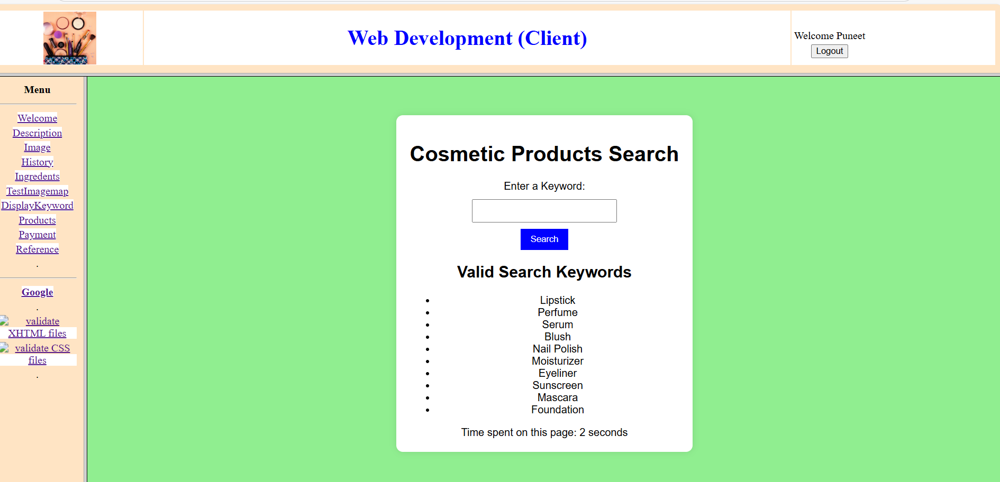 Web Development (Client)
Welcome Puneet
Logout
Menu
Welcome
Description
Image
History
Ingredents
TestImagemap
DisplayKeyword
Products
Payment
Reference
.
Google
.
validate
XHTML files
validate CSS
files
.
Cosmetic Products Search
Enter a Keyword:
Search
Valid Search Keywords
Lipstick
Perfume
Serum
Blush
Nail Polish
Moisturizer
Eyeliner
Sunscreen
Mascara
Foundation
Time spent on this page: 2 seconds